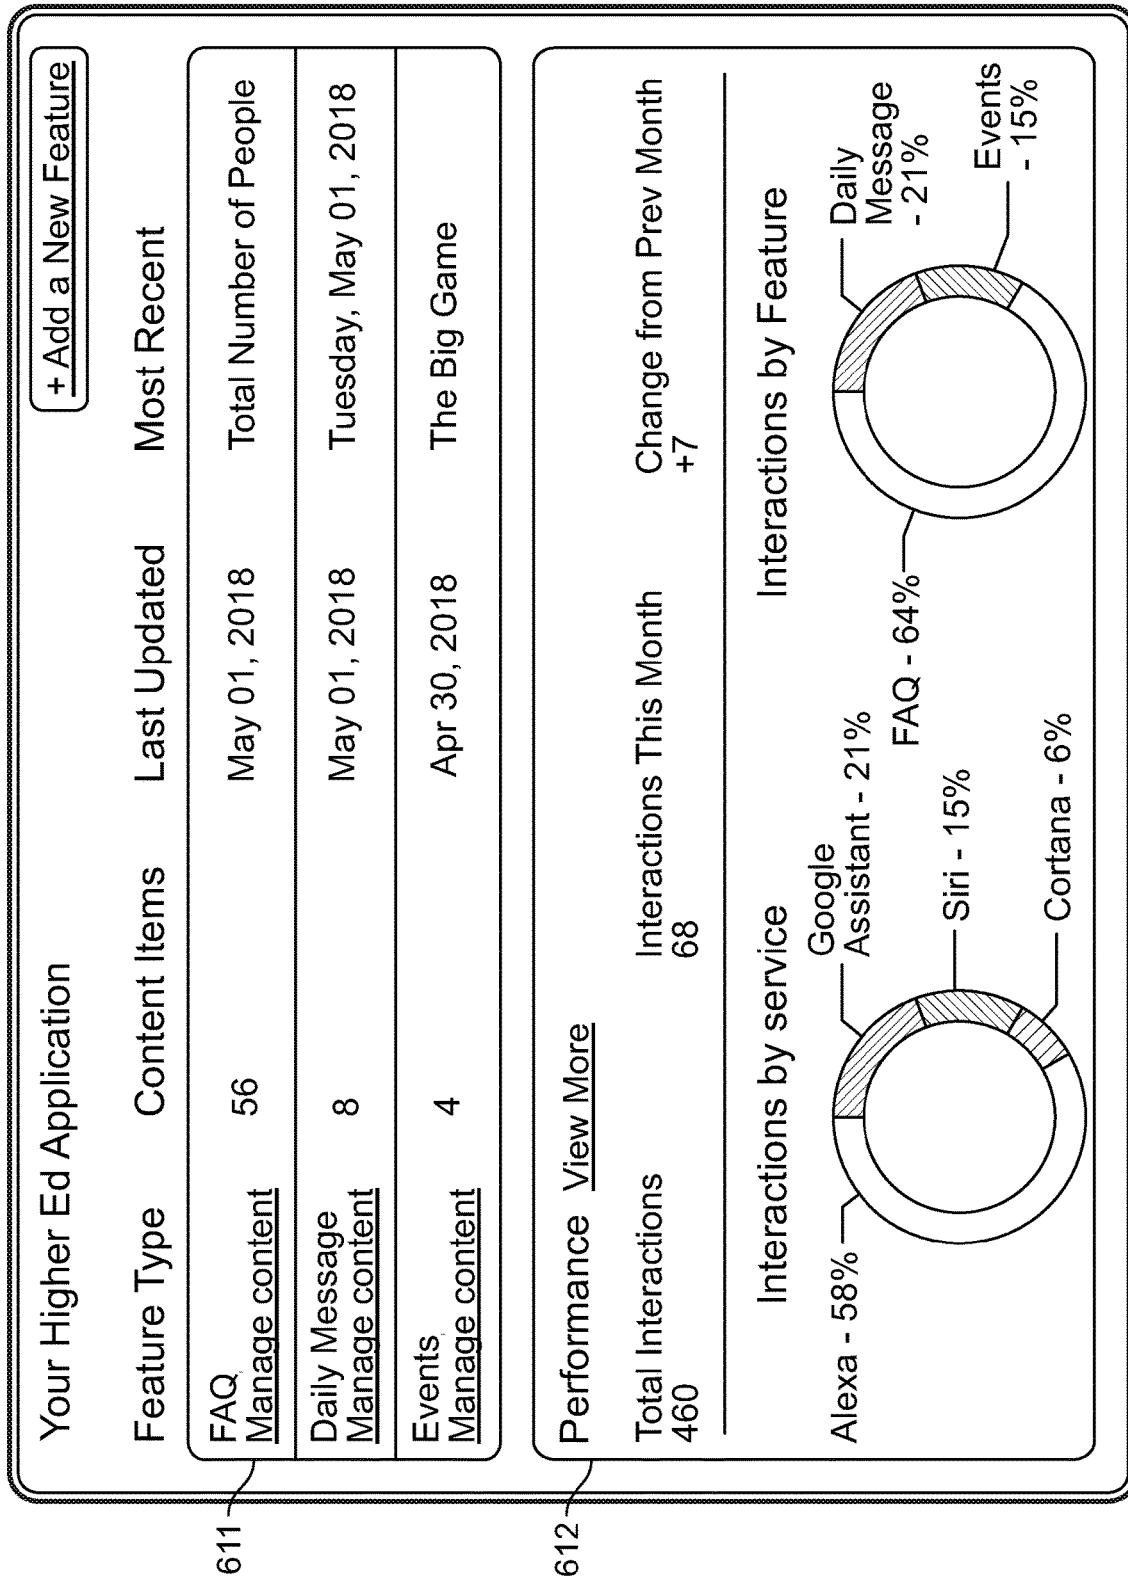 Your Higher Ed Application
+ Add a New Feature
Feature Type Content Items Last Updated Most Recent
611
FAQ 56 May 01, 2018 Total Number of People
Manage content
Daily Message 8 May 01, 2018 Tuesday, May 01, 2018
Manage content
Events 4 Apr 30, 2018 The Big Game
Manage content
612
Performance View More
Total Interactions Interactions This Month Change from Prev Month
460 68 +7
Interactions by service
Alexa - 58%
Google
Assistant - 21%
Siri - 15%
Cortana - 6%
Interactions by Feature
FAQ - 64%
Daily
Message
- 21%
Events
- 15%